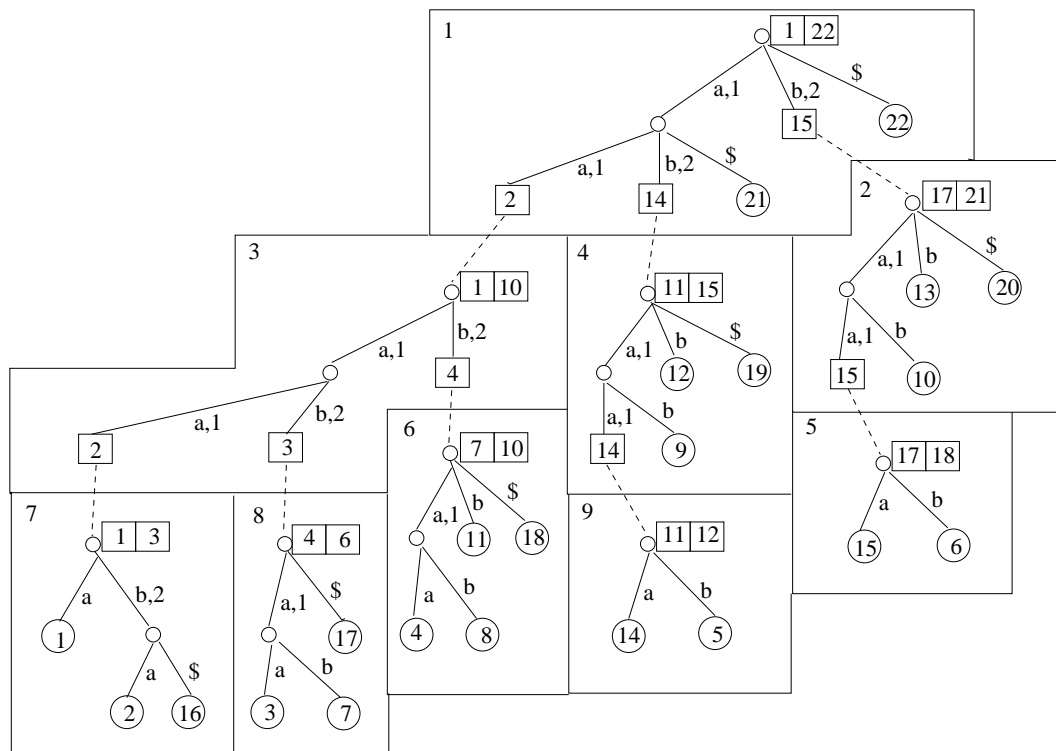 1
1 22
a,1 b,2 $
15 22
a,1 b,2 $
2 14 21
2
17 21
a,1 b $
13 20
a,1 b
15 10
3
1 10
a,1 b,2
4
a,1 b,2
2 3
4
11 15
a,1 b $
12 19
a,1 b
14 9
5
17 18
a b
15 6
6
7 10
a,1 b $
11 18
a b
4 8
7
1 3
a b,2
1
a $
2 16
8
4 6
a,1 $
17
a b
3 7
9
11 12
a b
14 5